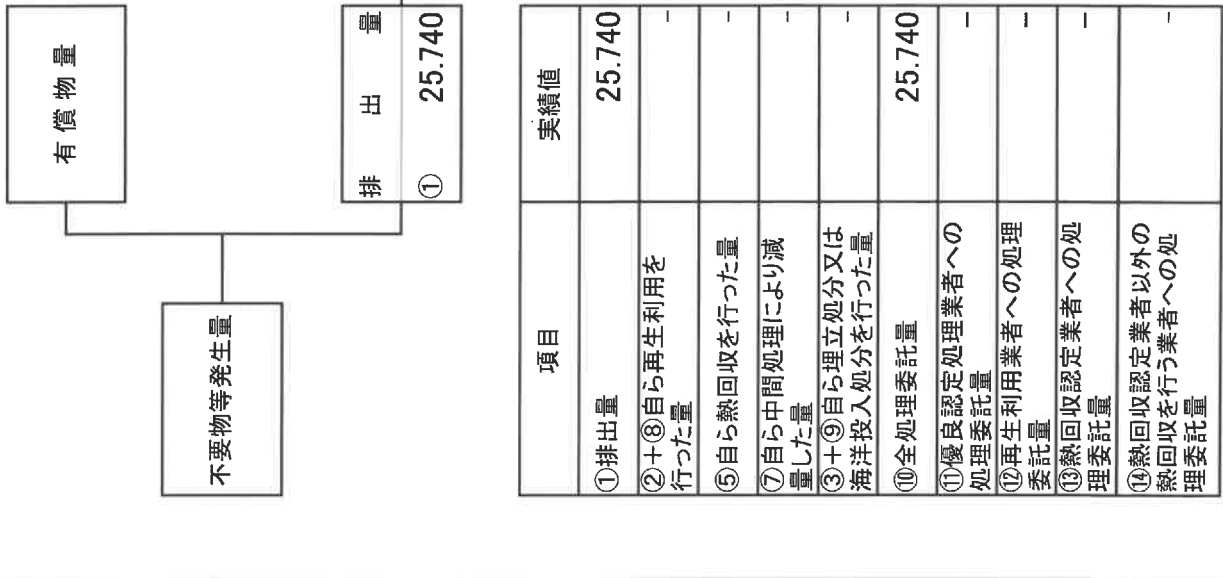 有償物量
不要物等発生量
排出量
① 25.740
項目 実績値
①排出量 25.740
②+⑧自ら再生利用を
行った量 －
⑤自ら熱回収を行った量 －
⑦自ら中間処理により減
量した量 －
③+⑨自ら埋立処分又は
海洋投入処分を行った量 －
⑩全処理委託量 25.740
⑪優良認定処理業者への
処理委託量 －
⑫再生利用業者への処理
委託量 －
⑬熱回収認定業者への処
理委託量 －
⑭熱回収認定業者以外の
熱回収を行う業者への処
理委託量 －